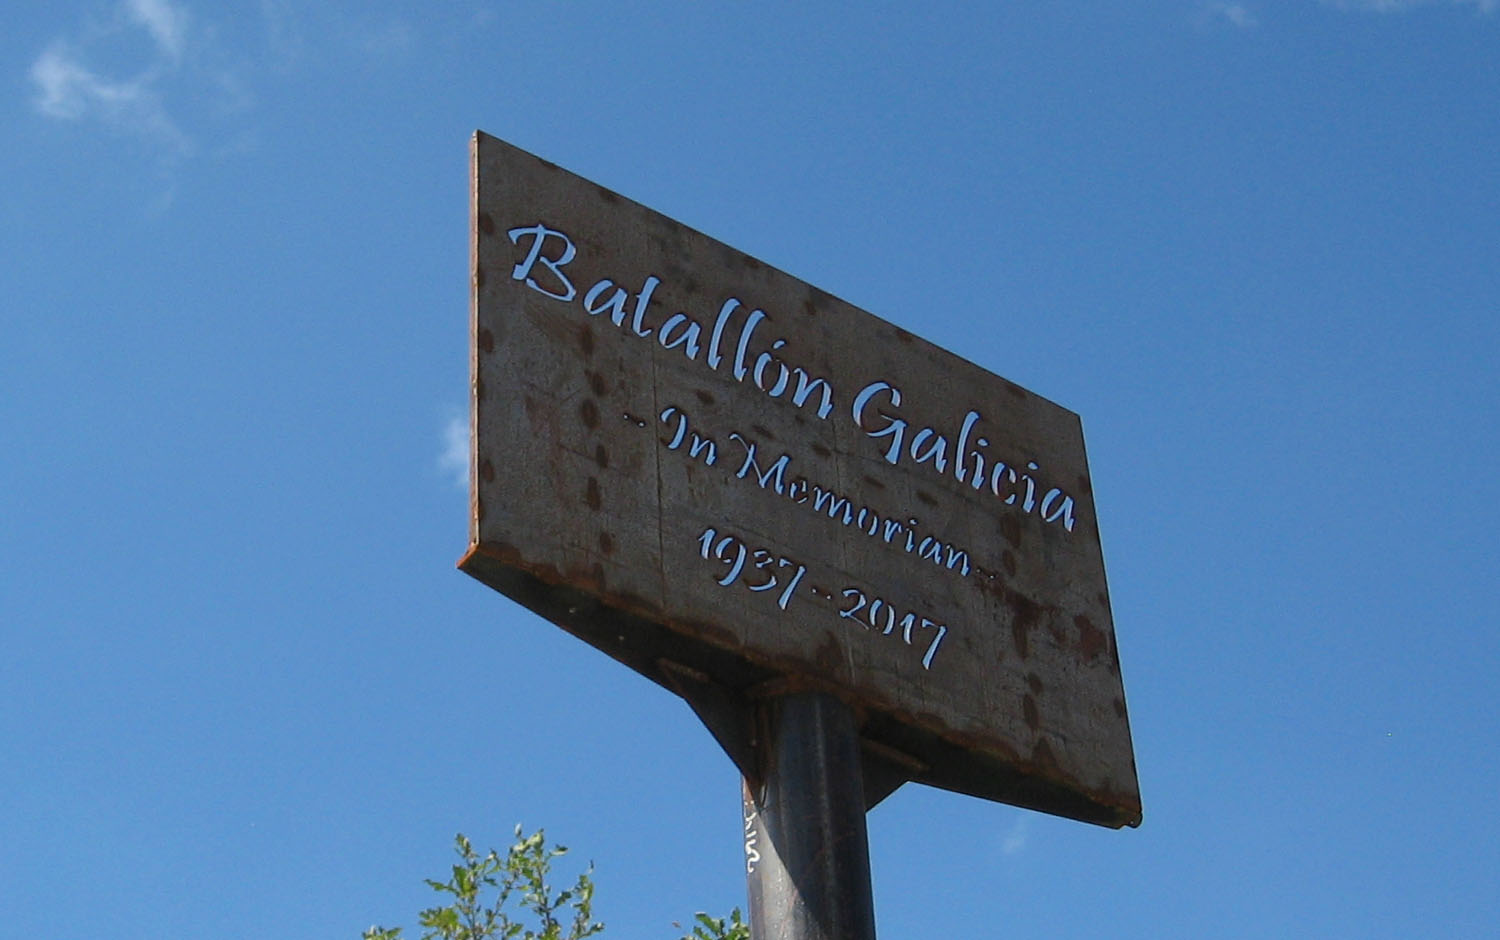 Batallón Galicia
·· In Memorian ··
1937 ·· 2017